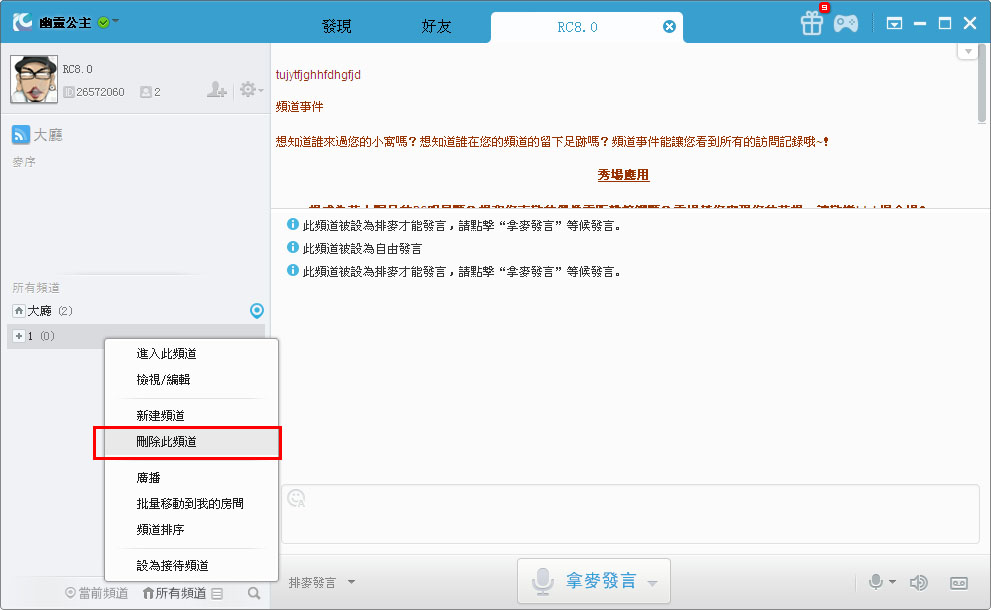 幽靈公主
發現
好友
RC8.0
9
RC8.0
ID 26572060
2
大廳
麥序
所有頻道
大廳 (2)
1 (0)
進入此頻道
檢視/編輯
新建頻道
刪除此頻道
廣播
批量移動到我的房間
頻道排序
設為接待頻道
當前頻道
所有頻道
tujytfjghhfdhgfjd
頻道事件
想知道誰來過您的小窩嗎？想知道誰在您的頻道的留下足跡嗎？頻道事件能讓您看到所有的訪問記錄哦~!
秀場應用
此頻道被設為排麥才能發言，請點擊“拿麥發言”等候發言。
此頻道被設為自由發言
此頻道被設為排麥才能發言，請點擊“拿麥發言”等候發言。
排麥發言
拿麥發言